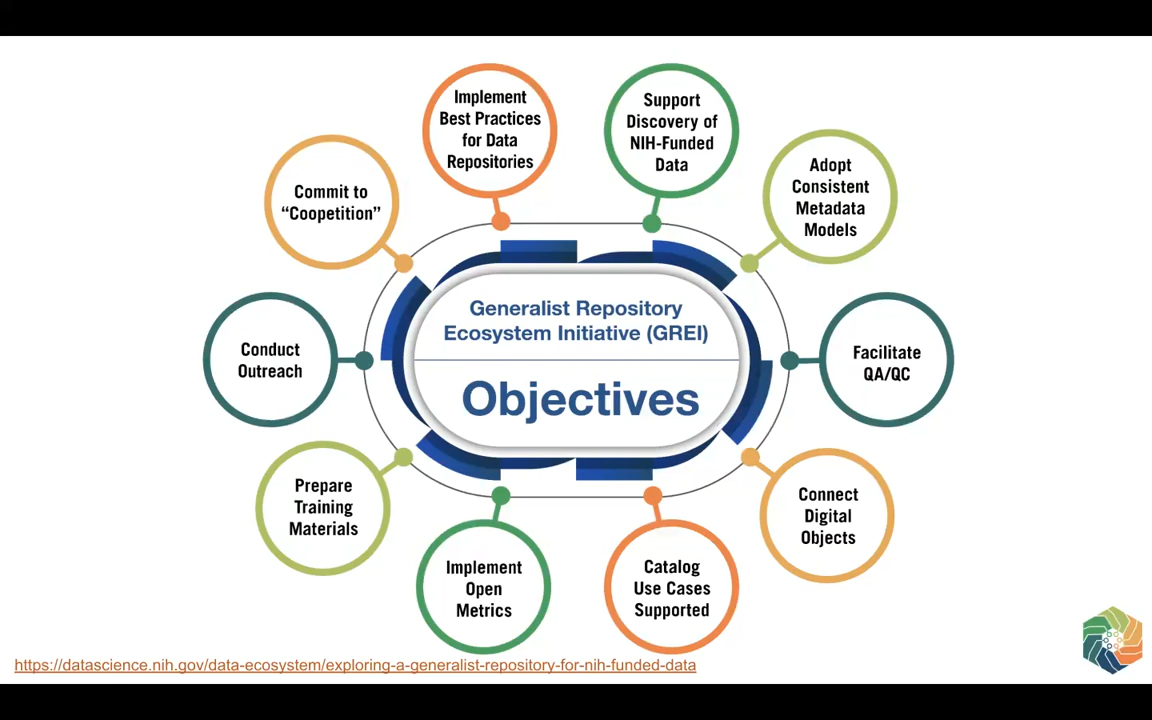 Implement
Best Practices
for Data
Repositories
Support
Discovery of
NIH-Funded
Data
Adopt
Consistent
Metadata
Models
Commit to
“Coopetition”
Generalist Repository
Ecosystem Initiative (GREI)
Objectives
Conduct
Outreach
Facilitate
QA/QC
Prepare
Training
Materials
Connect
Digital
Objects
Implement
Open
Metrics
Catalog
Use Cases
Supported
https://datascience.nih.gov/data-ecosystem/exploring-a-generalist-repository-for-nih-funded-data